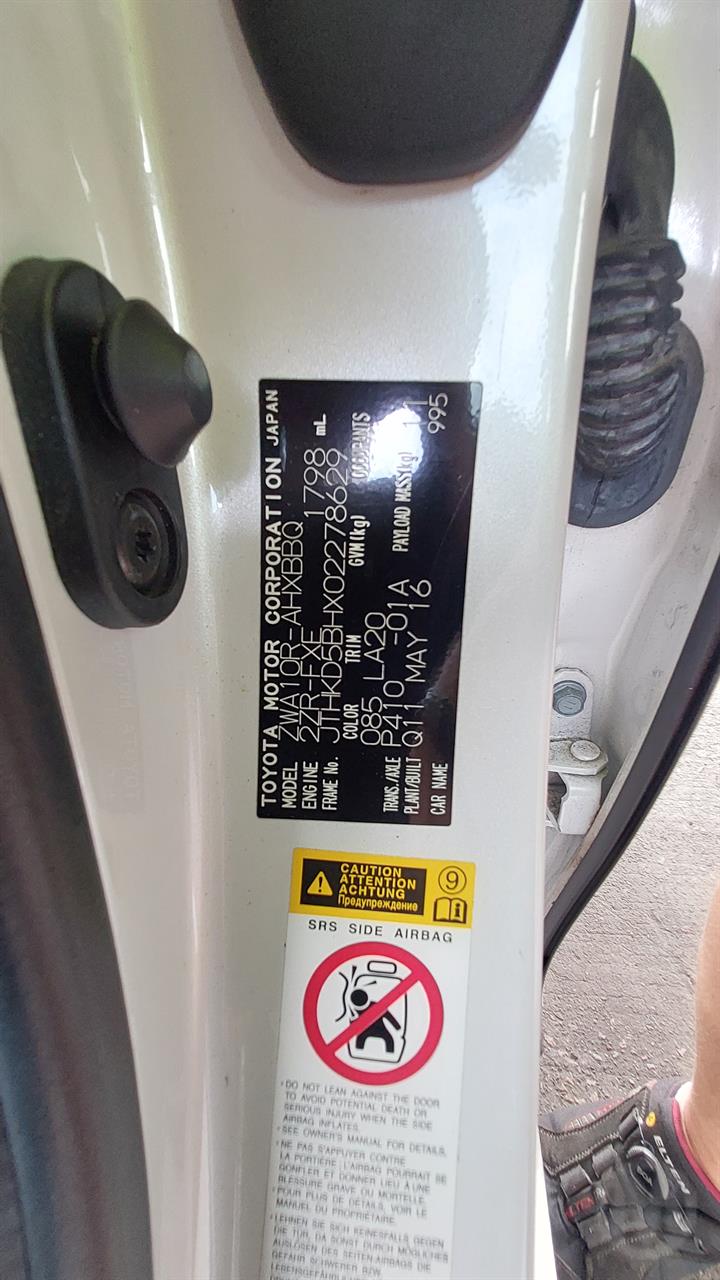 TOYOTA MOTOR CORPORATION JAPAN
MODEL ZWA10R-AHXBBQ
ENGINE 2ZR-FXE 1798 mL
FRAME No. JTHKD5BHX02278629
COLOR TRIM GVM(kg) OCCUPANTS
085 LA20
TRANS./AXLE P410 -01A PAYLOAD MASS(kg)
PLANT/BUILT Q11 MAY 16 995
CAR NAME
CAUTION
ATTENTION
ACHTUNG
Предупреждение
9
SRS SIDE AIRBAG
• DO NOT LEAN AGAINST THE DOOR
TO AVOID POTENTIAL DEATH OR
SERIOUS INJURY WHEN THE SIDE
AIRBAG INFLATES.
• SEE OWNER'S MANUAL FOR DETAILS.
• NE PAS S'APPUYER CONTRE
LA PORTIÈRE; L'AIRBAG POURRAIT SE
GONFLER ET DONNER LIEU À UNE
BLESSURE GRAVE OU MORTELLE.
• POUR PLUS DE DÉTAILS, VOIR LE
MANUEL DU PROPRIÉTAIRE.
• LEHNEN SIE SICH KEINESFALLS GEGEN
DIE TÜR, DA SONST DURCH MÖGLICHES
AUSLÖSEN DES SEITEN-AIRBAGS DIE
GEFAHR SCHWERER BZW.
ELTEN